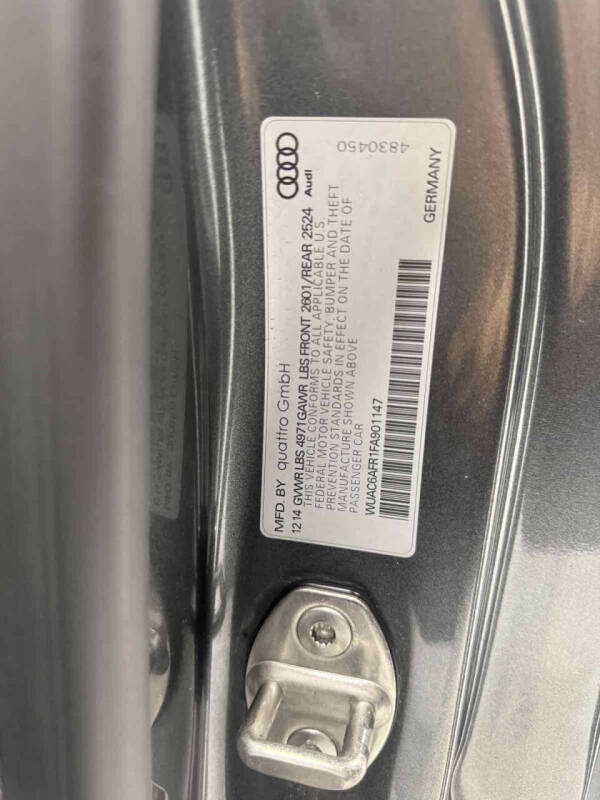 MFD. BY quattro GmbH
12 14 GVWR LBS 4971 GAWR LBS FRONT 2601/REAR 2524
THIS VEHICLE CONFORMS TO ALL APPLICABLE U.S
FEDERAL MOTOR VEHICLE SAFETY, BUMPER AND THEFT
PREVENTION STANDARDS IN EFFECT ON THE DATE OF
MANUFACTURE SHOWN ABOVE
PASSENGER CAR
WUAC6AFR1FA901147
Audi
4830450
GERMANY